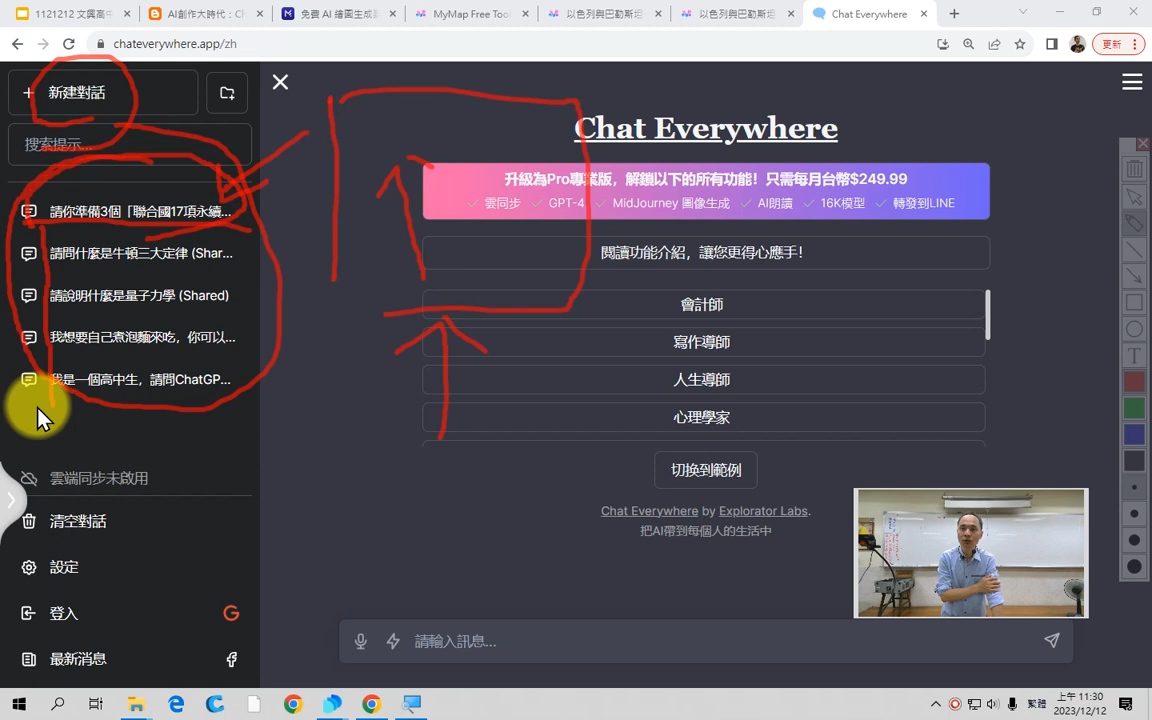 1121212 文興高中
AI創作大時代：Ch
免費 AI 繪圖生成器
MyMap Free Tool
以色列與巴勒斯坦
以色列與巴勒斯坦
Chat Everywhere
chateverywhere.app/zh
更新
+ 新建對話
搜索提示...
請你準備3個「聯合國17項永續...
請問什麼是牛頓三大定律 (Shar...
請說明什麼是量子力學 (Shared)
我想要自己煮泡麵來吃，你可以...
我是一個高中生，請問ChatGP...
雲端同步未啟用
清空對話
設定
登入
最新消息
Chat Everywhere
升級為Pro專業版，解鎖以下的所有功能！只需每月台幣$249.99
雲同步 GPT-4 MidJourney 圖像生成 AI朗讀 16K模型 轉發到LINE
閱讀功能介紹，讓您更得心應手！
會計師
寫作導師
人生導師
心理學家
切換到範例
Chat Everywhere by Explorator Labs.
把AI帶到每個人的生活中
請輸入訊息...
繁體
上午 11:30
2023/12/12